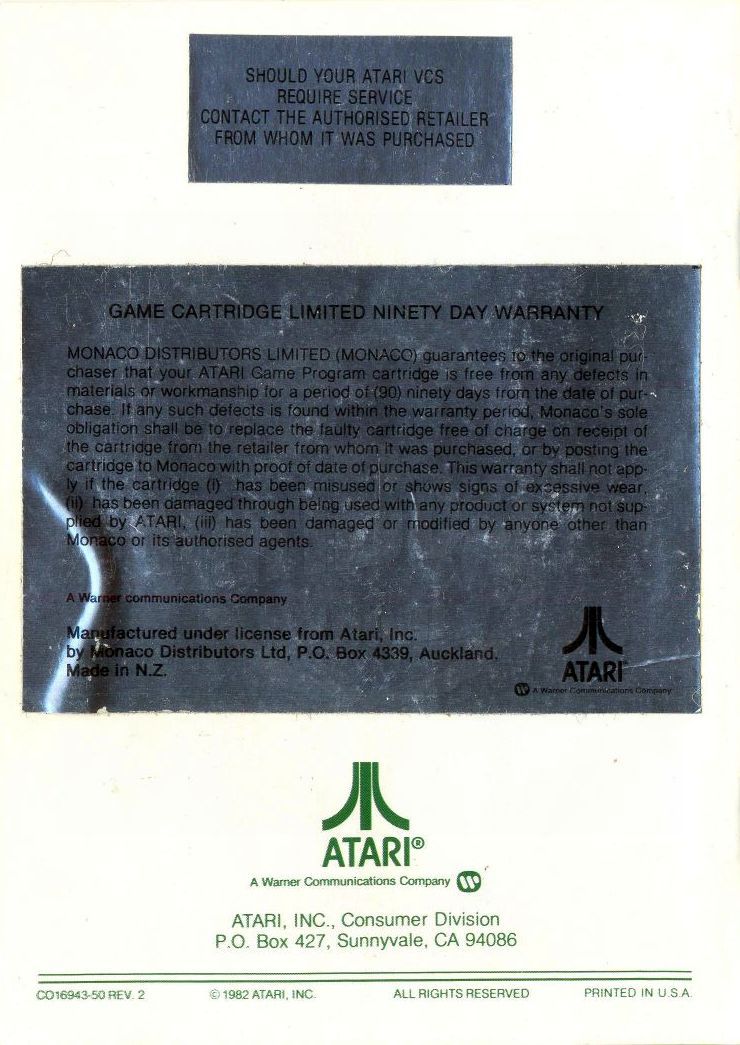 SHOULD YOUR ATARI VCS
REQUIRE SERVICE
CONTACT THE AUTHORISED RETAILER
FROM WHOM IT WAS PURCHASED
GAME CARTRIDGE LIMITED NINETY DAY WARRANTY
MONACO DISTRIBUTORS LIMITED (MONACO) guarantees to the original pur-
chaser that your ATARI Game Program cartridge is free from any defects in
materials or workmanship for a period of (90) ninety days from the date of pur-
chase. If any such defects is found within the warranty period, Monaco's sole
obligation shall be to replace the faulty cartridge free of charge on receipt of
the cartridge from the retailer from whom it was purchased, or by posting the
cartridge to Monaco with proof of date of purchase. This warranty shall not app-
ly if the cartridge (i) has been misused or shows signs of excessive wear,
(ii) has been damaged through being used with any product or system not sup-
plied by ATARI, (iii) has been damaged or modified by anyone other than
Monaco or its authorised agents.
A Warner communications Company
Manufactured under license from Atari, Inc.
by Monaco Distributors Ltd, P.O. Box 4339, Auckland.
Made in N.Z.
ATARI
A Warner Communications Company
ATARI®
A Warner Communications Company
ATARI, INC., Consumer Division
P.O. Box 427, Sunnyvale, CA 94086
CO16943-50 REV. 2 © 1982 ATARI, INC. ALL RIGHTS RESERVED PRINTED IN U.S.A.